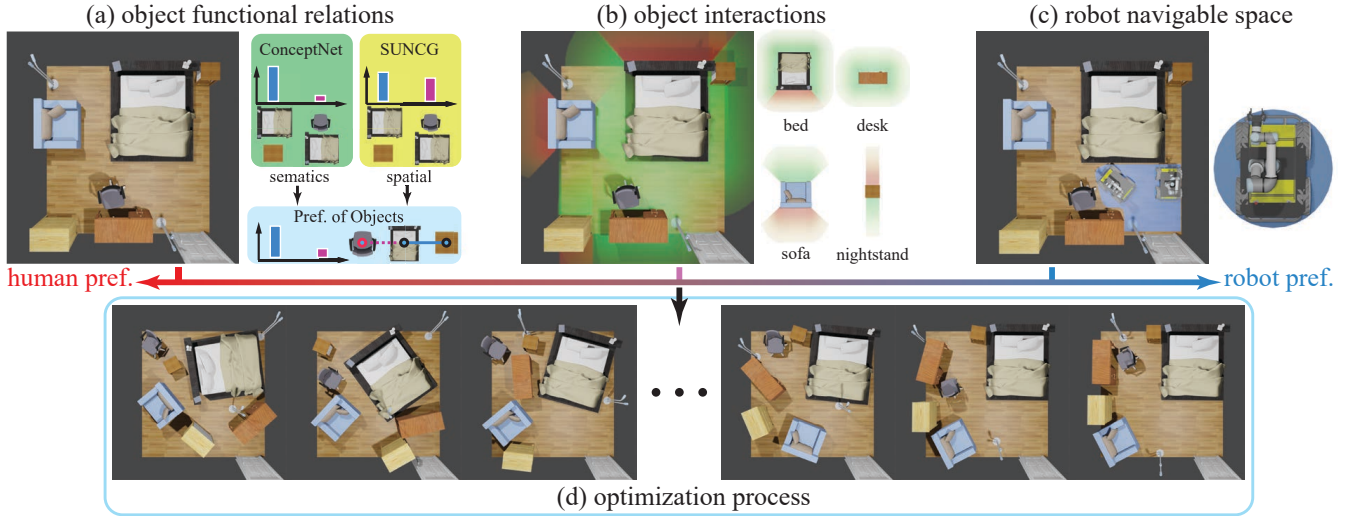 (a) object functional relations
(b) object interactions
(c) robot navigable space
ConceptNet
SUNCG
sematics
spatial
Pref. of Objects
bed
desk
sofa
nightstand
human pref.
robot pref.
(d) optimization process